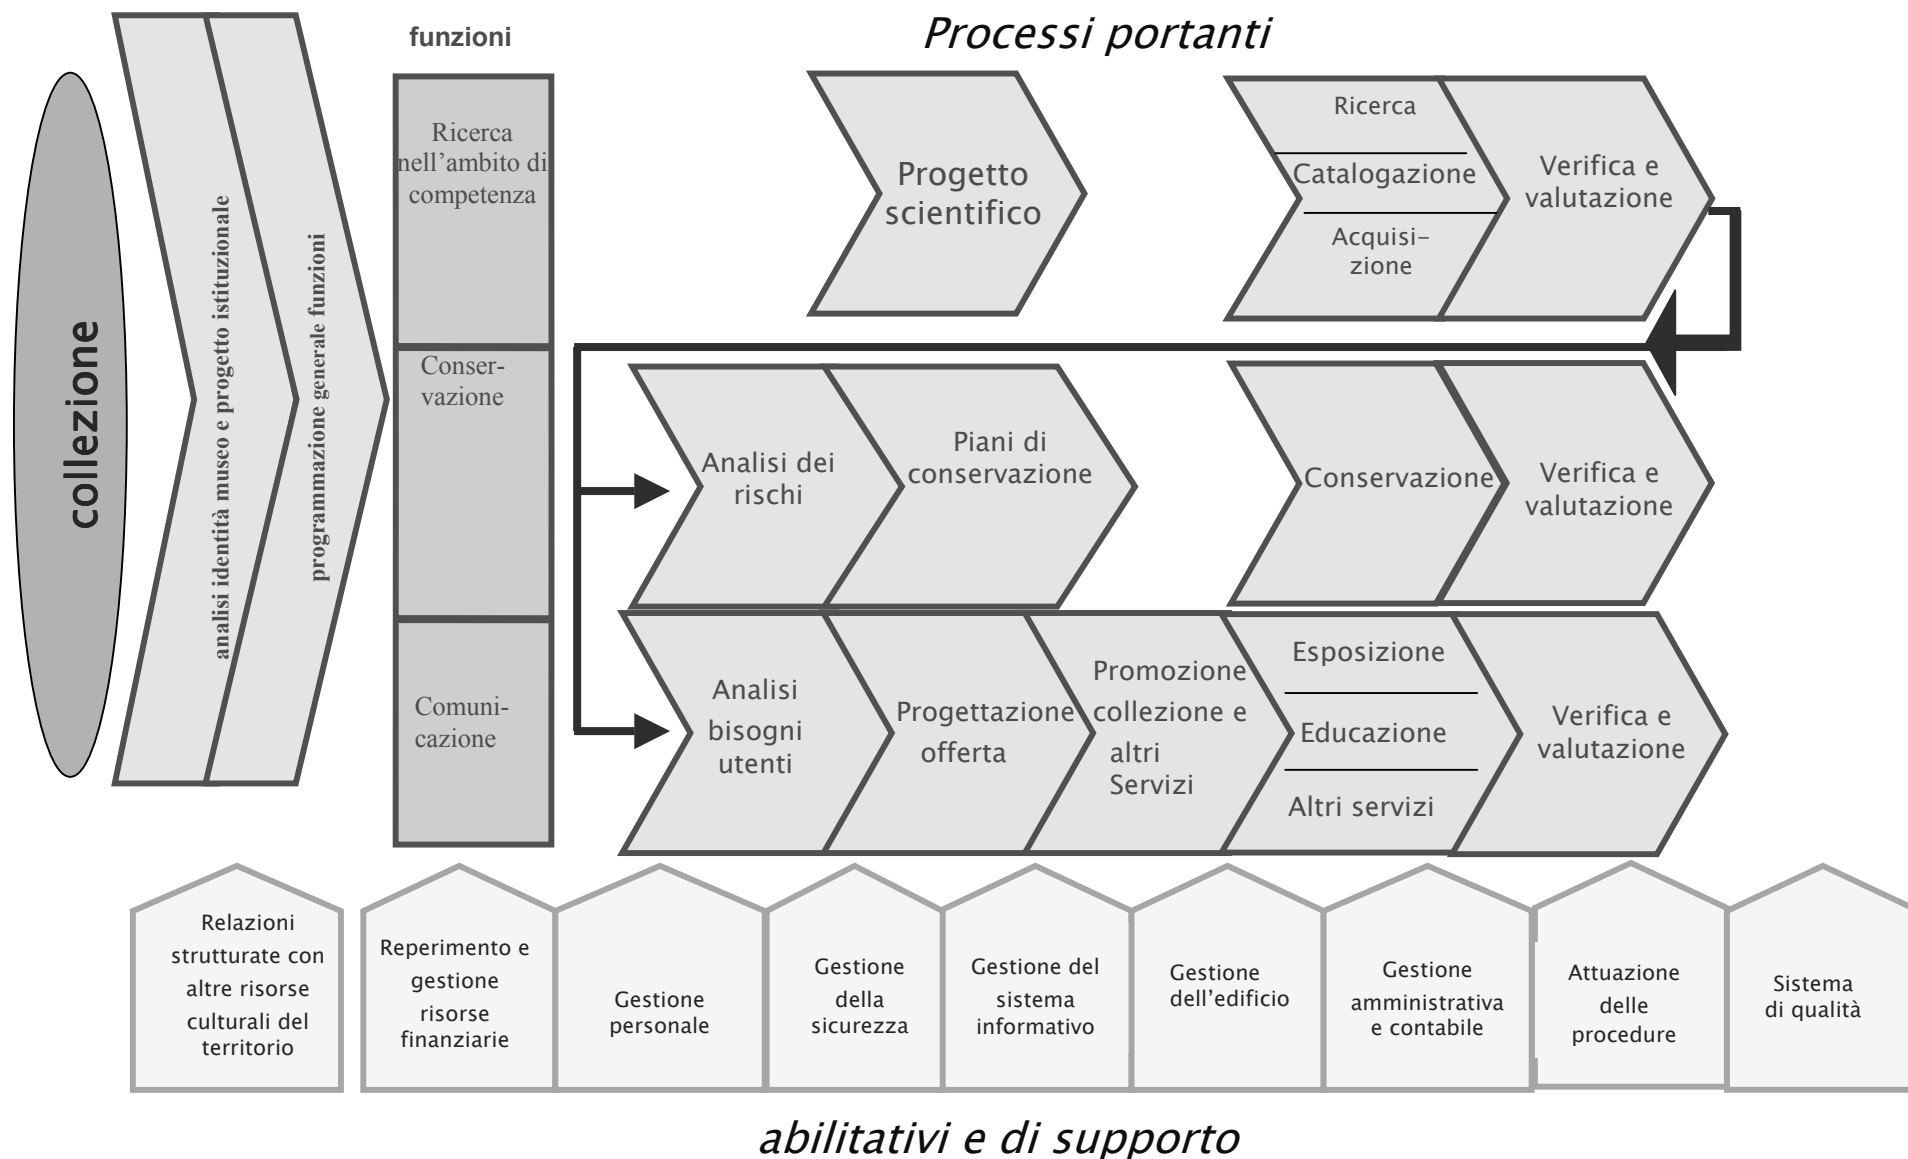 funzioni
Processi portanti
collezione
analisi identità museo e progetto istituzionale
programmazione generale funzioni
Ricerca
nell'ambito di
competenza
Progetto
scientifico
Ricerca
Catalogazione
Acquisi-
zione
Verifica e
valutazione
Conser-
vazione
Analisi dei
rischi
Piani di
conservazione
Conservazione
Verifica e
valutazione
Comuni-
cazione
Analisi
bisogni
utenti
Progettazione
offerta
Promozione
collezione e
altri
Servizi
Esposizione
Educazione
Altri servizi
Verifica e
valutazione
Relazioni
strutturate con
altre risorse
culturali del
territorio
Reperimento e
gestione
risorse
finanziarie
Gestione
personale
Gestione
della
sicurezza
Gestione del
sistema
informativo
Gestione
dell'edificio
Gestione
amministrativa
e contabile
Attuazione
delle
procedure
Sistema
di qualità
abilitativi e di supporto